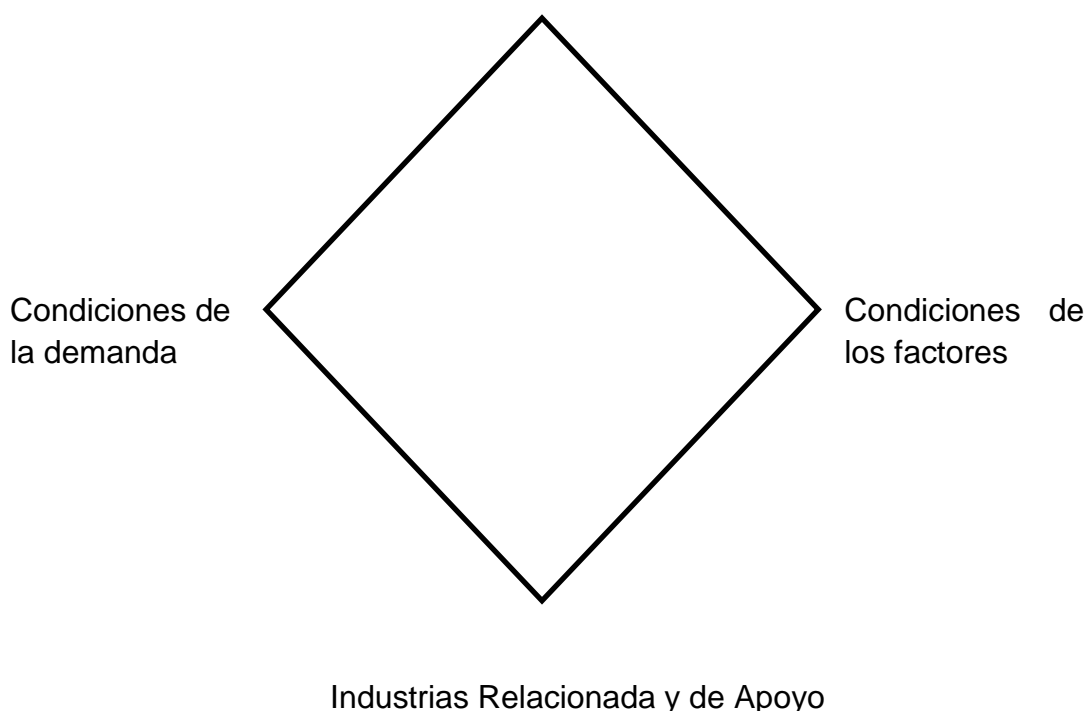 Condiciones de
la demanda
Condiciones de
los factores
Industrias Relacionada y de Apoyo